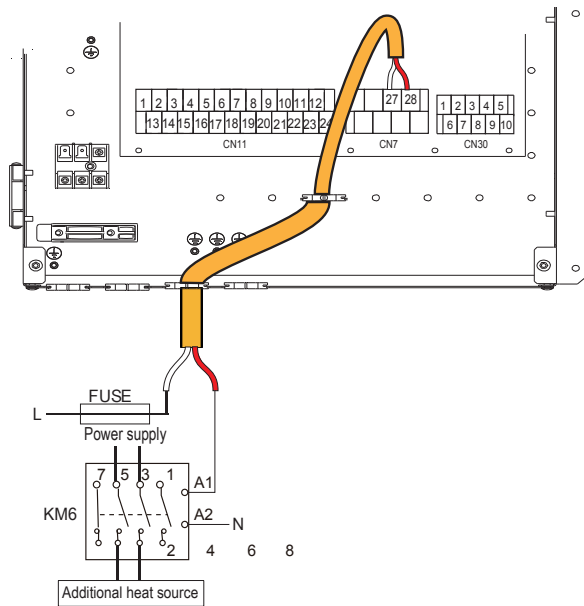 27 28
1 2 3 4 5 6 7 8 9 10 11 12
13 14 15 16 17 18 19 20 21 22 23 24
1 2 3 4 5
6 7 8 9 10
CN11 CN7 CN30
FUSE
L
Power supply
7 5 3 1
A1
KM6
A2 N
2 4 6 8
Additional heat source